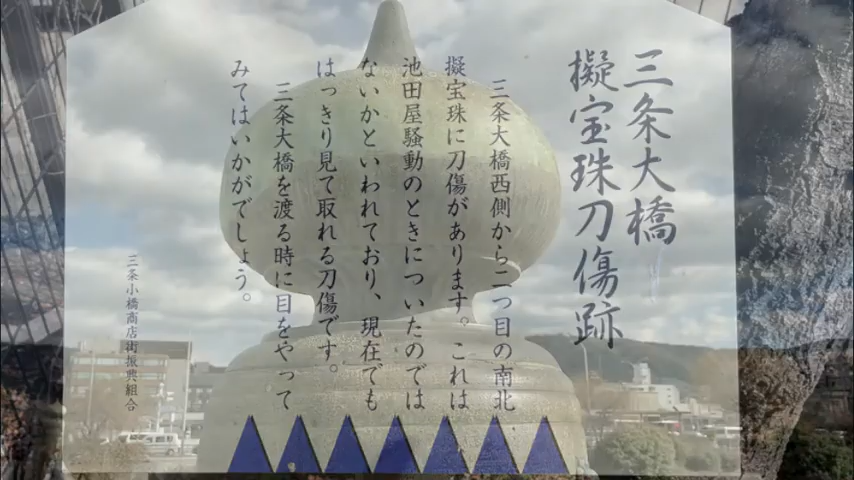 三条大橋
擬宝珠刀傷跡
三条大橋西側から二つ目の南北
擬宝珠に刀傷があります。これは
池田屋騒動のときについたのでは
ないかといわれており、現在でも
はっきり見て取れる刀傷です。
三条大橋を渡る時に目をやって
みてはいかがでしょう。
三条小橋商店街振興組合